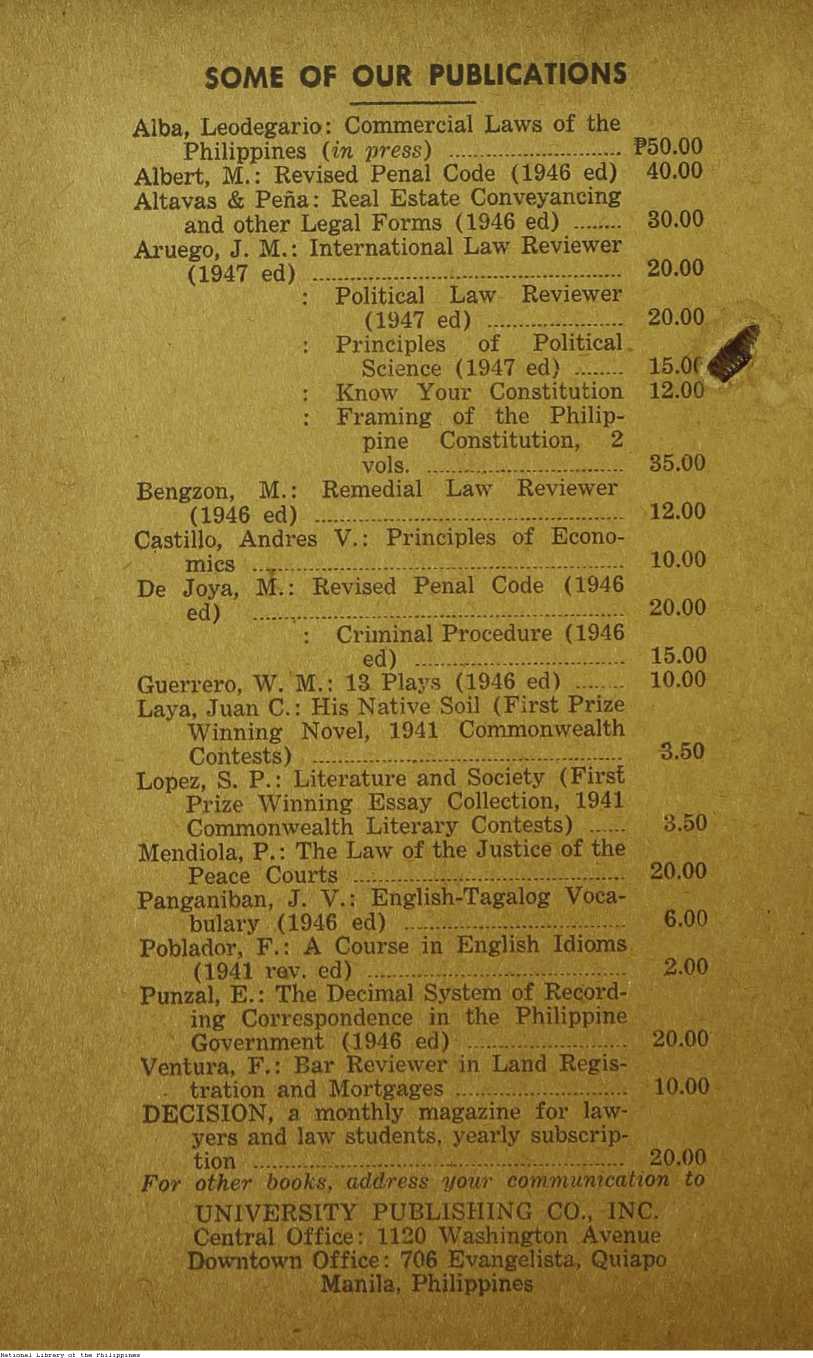 SOME OF OUR PUBLICATIONS
Alba, Leodegario: Commercial Laws of the
Philippines (in press) ........................ ₱50.00
Albert, M.: Revised Penal Code (1946 ed) 40.00
Altavas & Peña: Real Estate Conveyancing
and other Legal Forms (1946 ed) ........ 30.00
Aruego, J. M.: International Law Reviewer
(1947 ed) ............................................ 20.00
: Political Law Reviewer
(1947 ed) .................... 20.00
: Principles of Political
Science (1947 ed) ........ 15.00
: Know Your Constitution 12.00
: Framing of the Philip-
pine Constitution, 2
vols. ............................ 35.00
Bengzon, M.: Remedial Law Reviewer
(1946 ed) ............................................ 12.00
Castillo, Andres V.: Principles of Econo-
mics .................................................... 10.00
De Joya, M.: Revised Penal Code (1946
ed) .................................................... 20.00
: Criminal Procedure (1946
ed) .............................. 15.00
Guerrero, W. M.: 13 Plays (1946 ed) ........ 10.00
Laya, Juan C.: His Native Soil (First Prize
Winning Novel, 1941 Commonwealth
Contests) ............................................ 3.50
Lopez, S. P.: Literature and Society (First
Prize Winning Essay Collection, 1941
Commonwealth Literary Contests) ...... 3.50
Mendiola, P.: The Law of the Justice of the
Peace Courts ...................................... 20.00
Panganiban, J. V.: English-Tagalog Voca-
bulary (1946 ed) ................................ 6.00
Poblador, F.: A Course in English Idioms
(1941 rev. ed) .................................... 2.00
Punzal, E.: The Decimal System of Record-
ing Correspondence in the Philippine
Government (1946 ed) ...................... 20.00
Ventura, F.: Bar Reviewer in Land Regis-
tration and Mortgages ........................ 10.00
DECISION, a monthly magazine for law-
yers and law students, yearly subscrip-
tion .................................................... 20.00
For other books, address your communication to
UNIVERSITY PUBLISHING CO., INC.
Central Office: 1120 Washington Avenue
Downtown Office: 706 Evangelista, Quiapo
Manila, Philippines
National Library of the Philippines